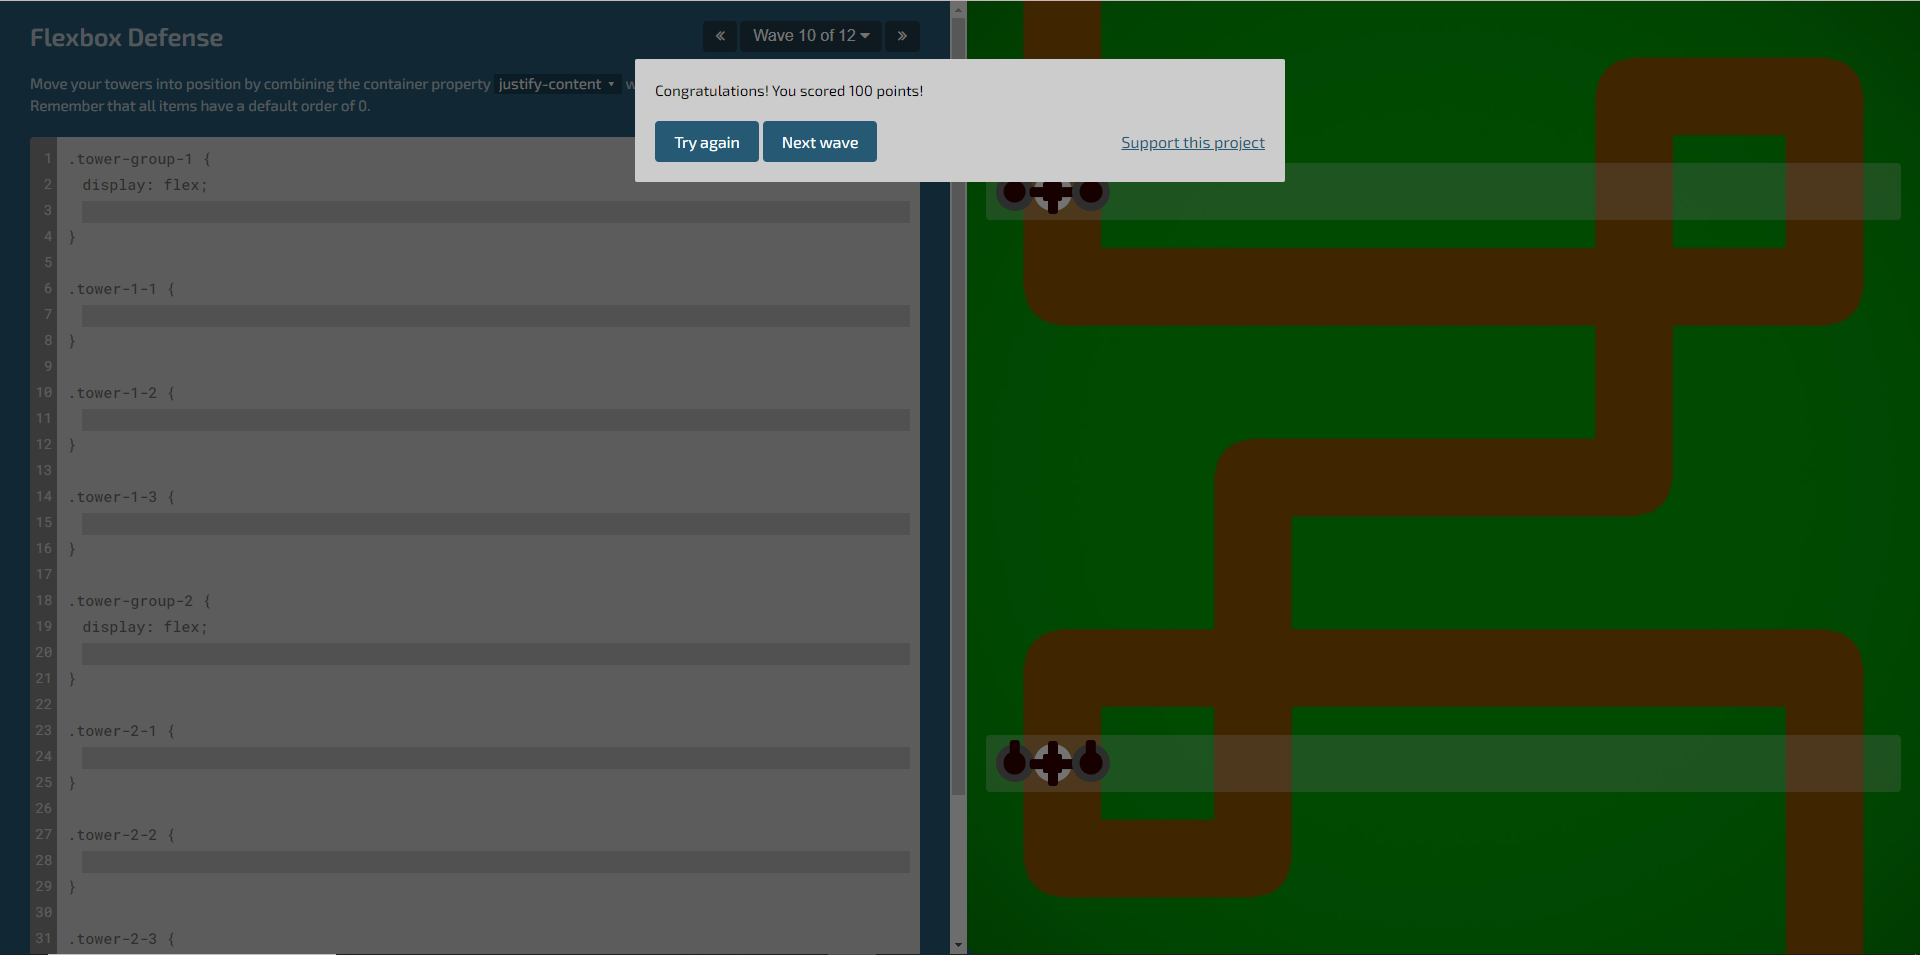 Flexbox Defense
« Wave 10 of 12 »
Move your towers into position by combining the container property justify-content w
Remember that all items have a default order of 0.
Congratulations! You scored 100 points!
Try again Next wave Support this project
1 .tower-group-1 {
2 display: flex;
3
4 }
5
6 .tower-1-1 {
7
8 }
9
10 .tower-1-2 {
11
12 }
13
14 .tower-1-3 {
15
16 }
17
18 .tower-group-2 {
19 display: flex;
20
21 }
22
23 .tower-2-1 {
24
25 }
26
27 .tower-2-2 {
28
29 }
30
31 .tower-2-3 {